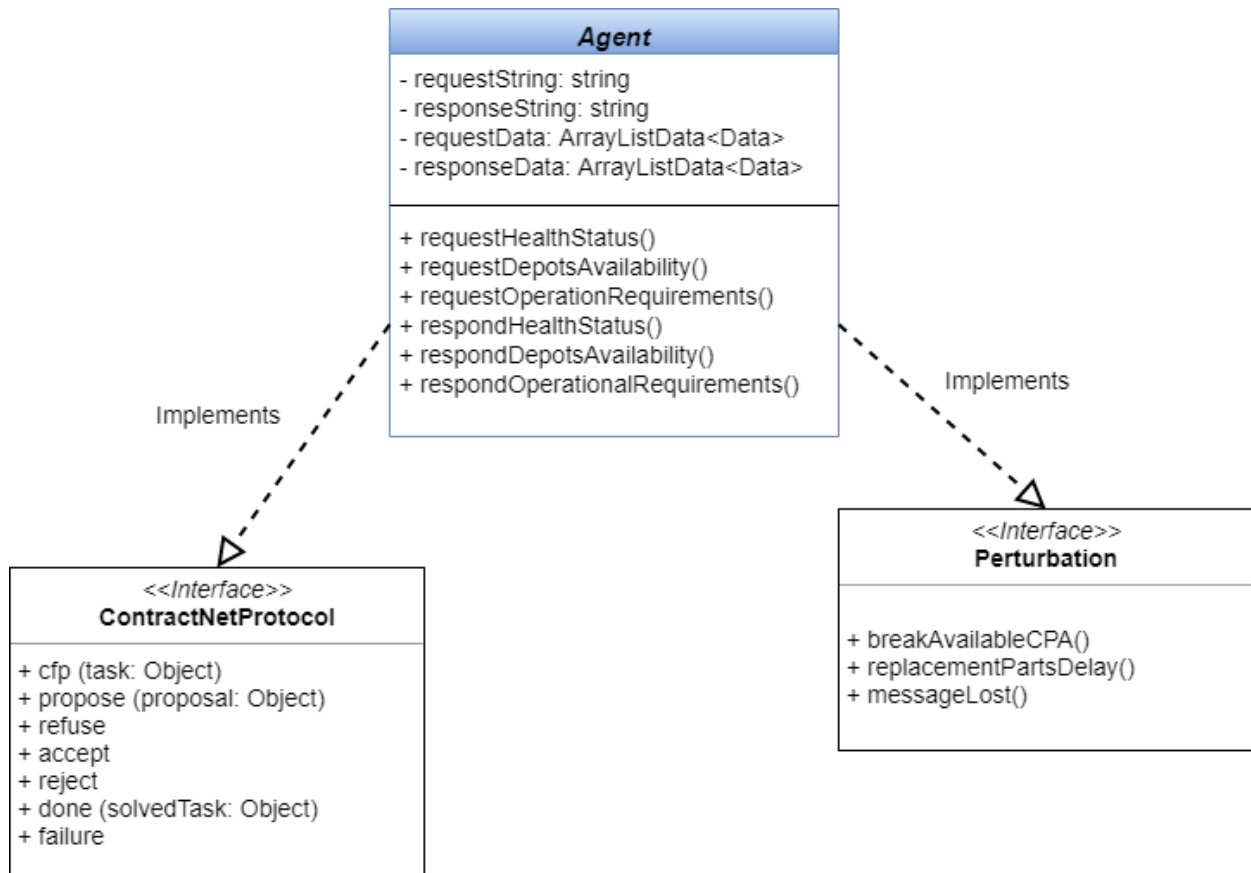 Agent
- requestString: string
- responseString: string
- requestData: ArrayListData<Data>
- responseData: ArrayListData<Data>
+ requestHealthStatus()
+ requestDepotsAvailability()
+ requestOperationRequirements()
+ respondHealthStatus()
+ respondDepotsAvailability()
+ respondOperationalRequirements()
Implements
Implements
<<Interface>>
ContractNetProtocol
+ cfp (task: Object)
+ propose (proposal: Object)
+ refuse
+ accept
+ reject
+ done (solvedTask: Object)
+ failure
<<Interface>>
Perturbation
+ breakAvailableCPA()
+ replacementPartsDelay()
+ messageLost()